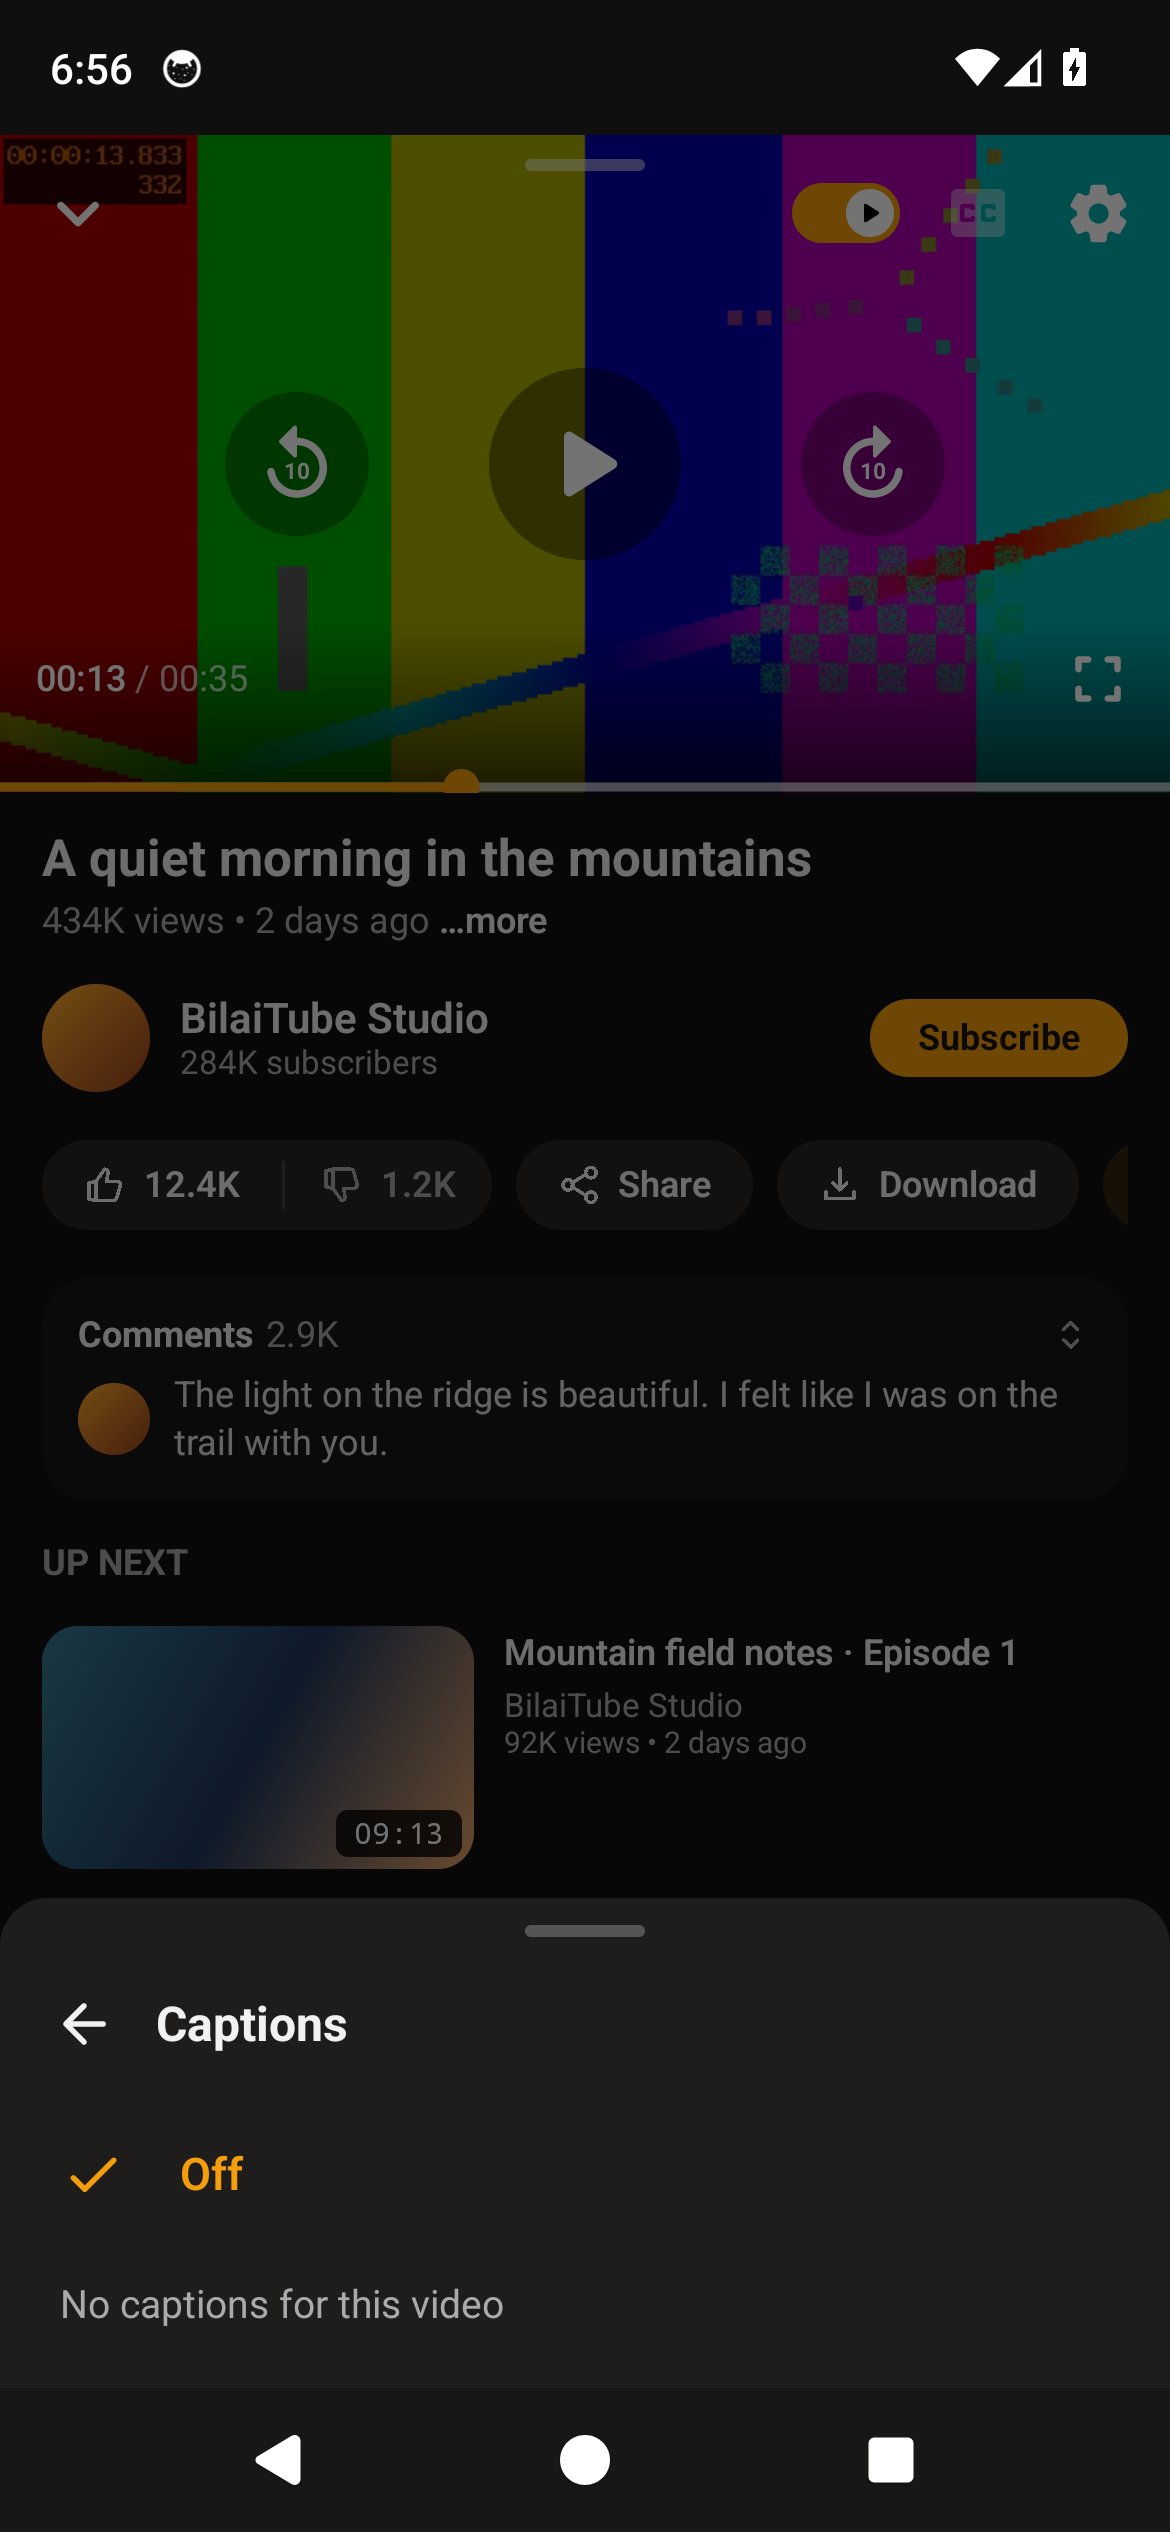 6:56
00:00:13.833
332
CC
10
10
00:13 / 00:35
A quiet morning in the mountains
434K views • 2 days ago ...more
BilaiTube Studio
284K subscribers
Subscribe
12.4K
1.2K
Share
Download
Comments 2.9K
The light on the ridge is beautiful. I felt like I was on the
trail with you.
UP NEXT
Mountain field notes · Episode 1
BilaiTube Studio
92K views • 2 days ago
09:13
Captions
Off
No captions for this video